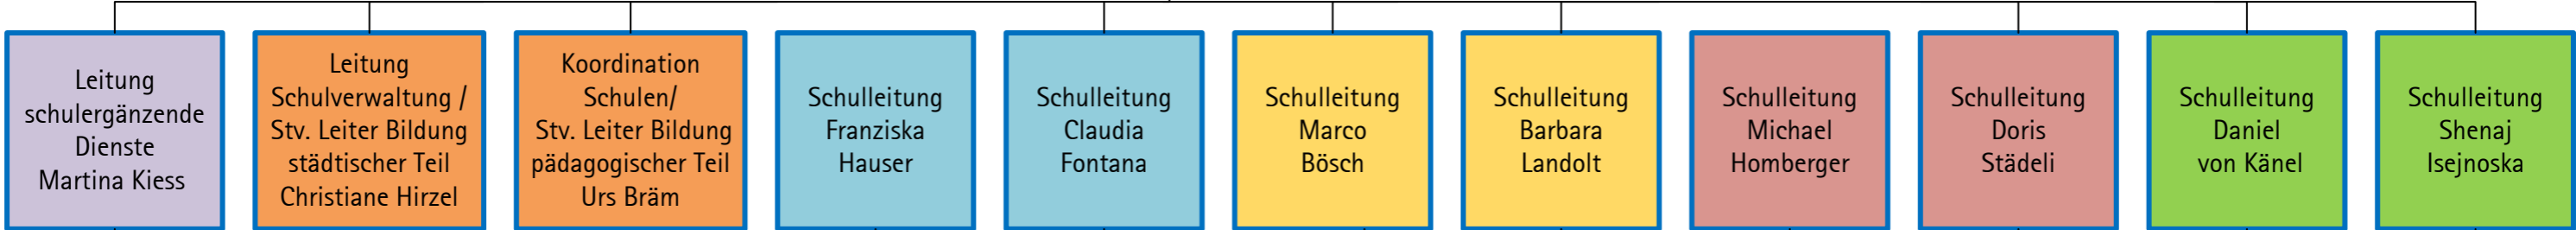 Leitung
schulergänzende
Dienste
Martina Kiess
Leitung
Schulverwaltung /
Stv. Leiter Bildung
städtischer Teil
Christiane Hirzel
Koordination
Schulen/
Stv. Leiter Bildung
pädagogischer Teil
Urs Bräm
Schulleitung
Franziska
Hauser
Schulleitung
Claudia
Fontana
Schulleitung
Marco
Bösch
Schulleitung
Barbara
Landolt
Schulleitung
Michael
Homberger
Schulleitung
Doris
Städeli
Schulleitung
Daniel
von Känel
Schulleitung
Shenaj
Isejnoska